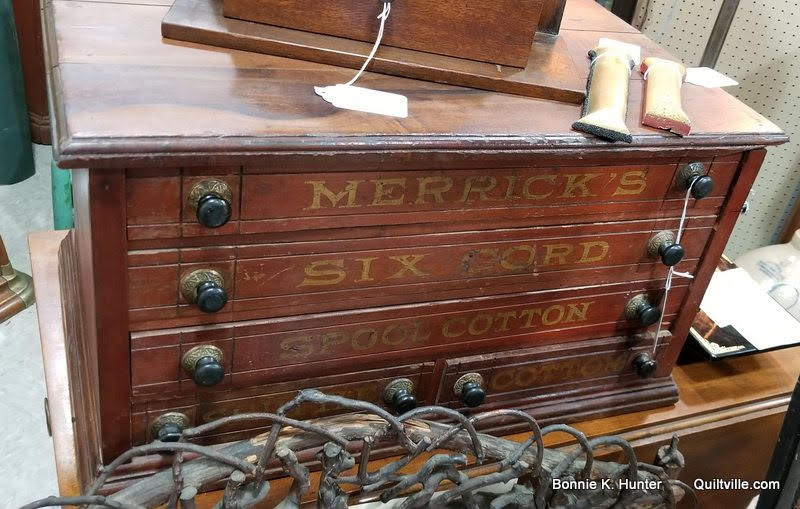 MERRICK'S
SIX CORD
SPOOL COTTON
COTTON
Bonnie K. Hunter Quiltville.com